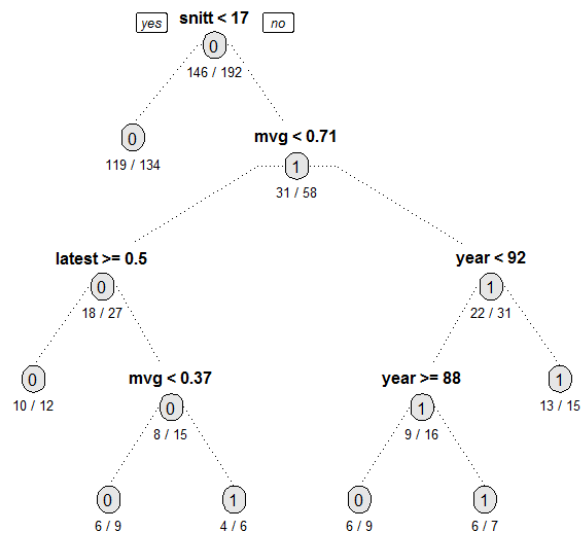 yes snitt < 17 no
0
146 / 192
0
119 / 134
mvg < 0.71
1
31 / 58
latest >= 0.5
0
18 / 27
year < 92
1
22 / 31
0
10 / 12
mvg < 0.37
0
8 / 15
year >= 88
1
9 / 16
1
13 / 15
0
6 / 9
1
4 / 6
0
6 / 9
1
6 / 7